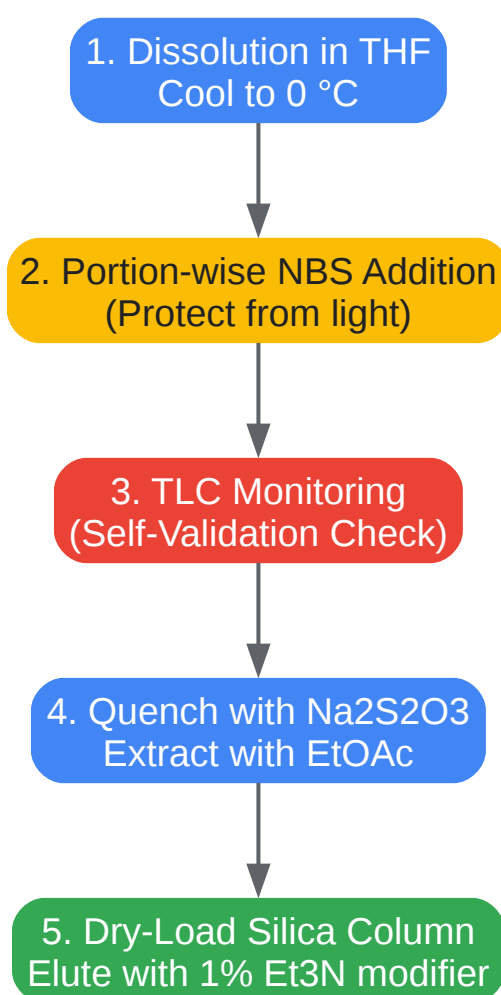 1. Dissolution in THF
Cool to 0 °C
2. Portion-wise NBS Addition
(Protect from light)
3. TLC Monitoring
(Self-Validation Check)
4. Quench with Na2S2O3
Extract with EtOAc
5. Dry-Load Silica Column
Elute with 1% Et3N modifier